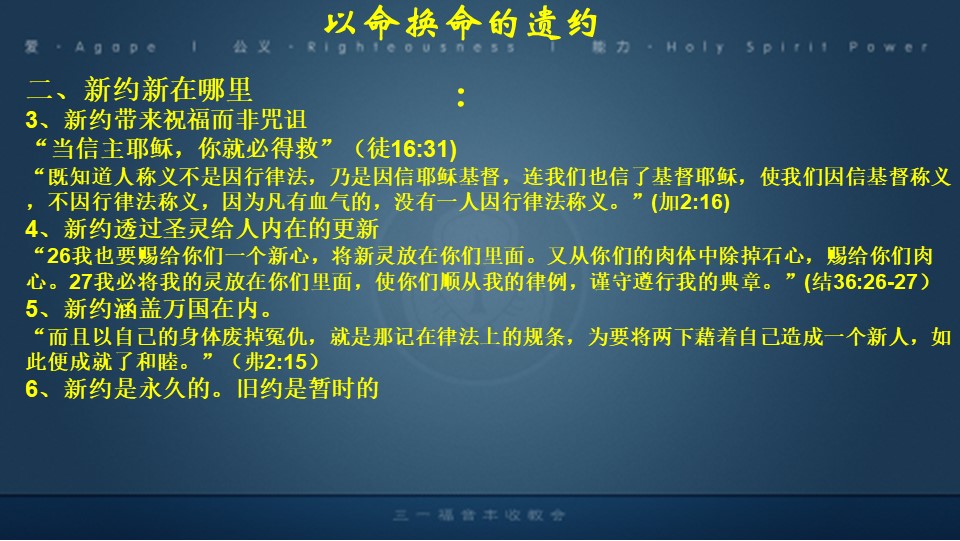 以命换命的遗约
爱 · Agape | 公义 · Righteousness | 能力 · Holy Spirit Power
二、新约新在哪里
：
3、新约带来祝福而非咒诅
“当信主耶稣，你就必得救”（徒16:31)
“既知道人称义不是因行律法，乃是因信耶稣基督，连我们也信了基督耶稣，使我们因信基督称义
，不因行律法称义，因为凡有血气的，没有一人因行律法称义。”(加2:16)
4、新约透过圣灵给人内在的更新
“26我也要赐给你们一个新心，将新灵放在你们里面。又从你们的肉体中除掉石心，赐给你们肉
心。27我必将我的灵放在你们里面，使你们顺从我的律例，谨守遵行我的典章。”(结36:26-27）
5、新约涵盖万国在内。
“而且以自己的身体废掉冤仇，就是那记在律法上的规条，为要将两下藉着自己造成一个新人，如
此便成就了和睦。”（弗2:15）
6、新约是永久的。旧约是暂时的
三一福音丰收教会